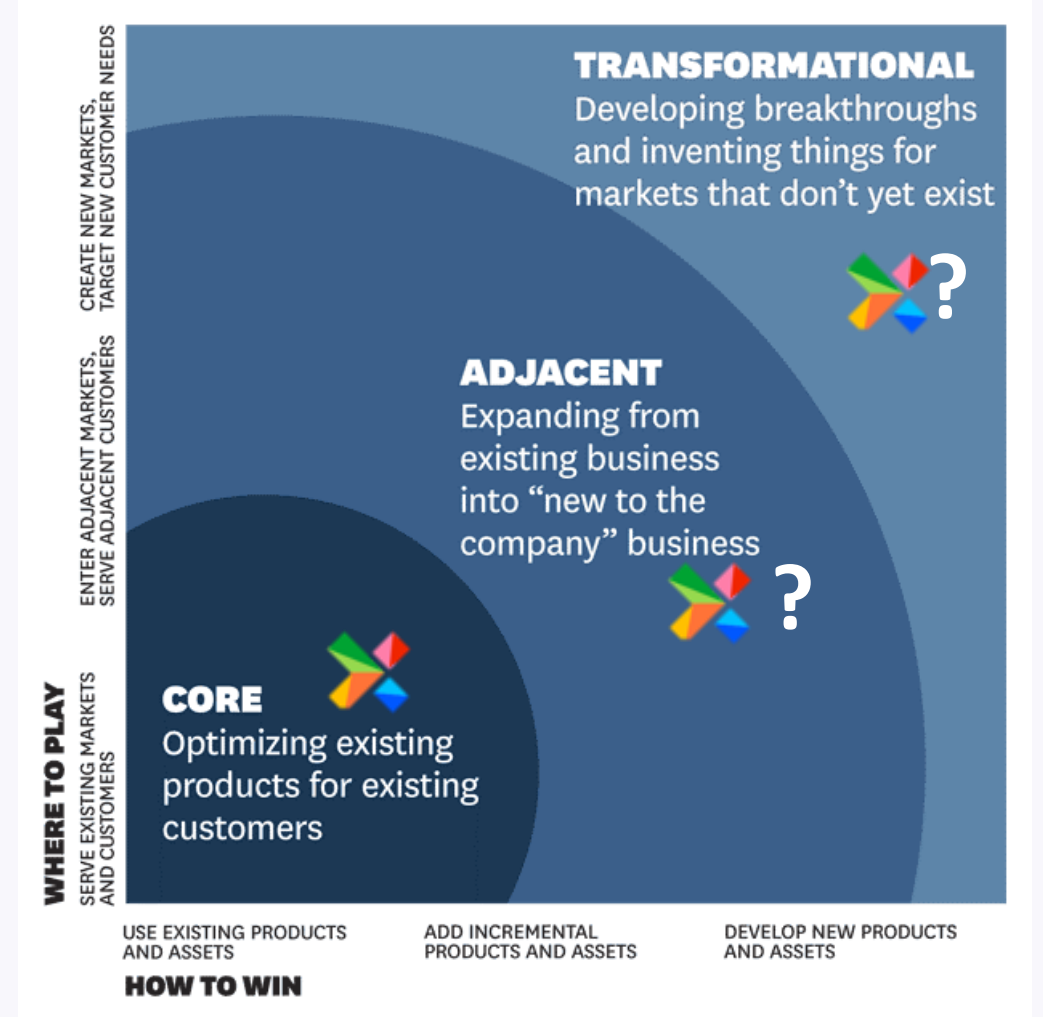 TRANSFORMATIONAL
Developing breakthroughs
and inventing things for
markets that don’t yet exist
?
ADJACENT
Expanding from
existing business
into “new to the
company” business
?
CORE
Optimizing existing
products for existing
customers
WHERE TO PLAY
CREATE NEW MARKETS,
TARGET NEW CUSTOMER NEEDS
ENTER ADJACENT MARKETS,
SERVE ADJACENT CUSTOMERS
SERVE EXISTING MARKETS
AND CUSTOMERS
USE EXISTING PRODUCTS
AND ASSETS
ADD INCREMENTAL
PRODUCTS AND ASSETS
DEVELOP NEW PRODUCTS
AND ASSETS
HOW TO WIN